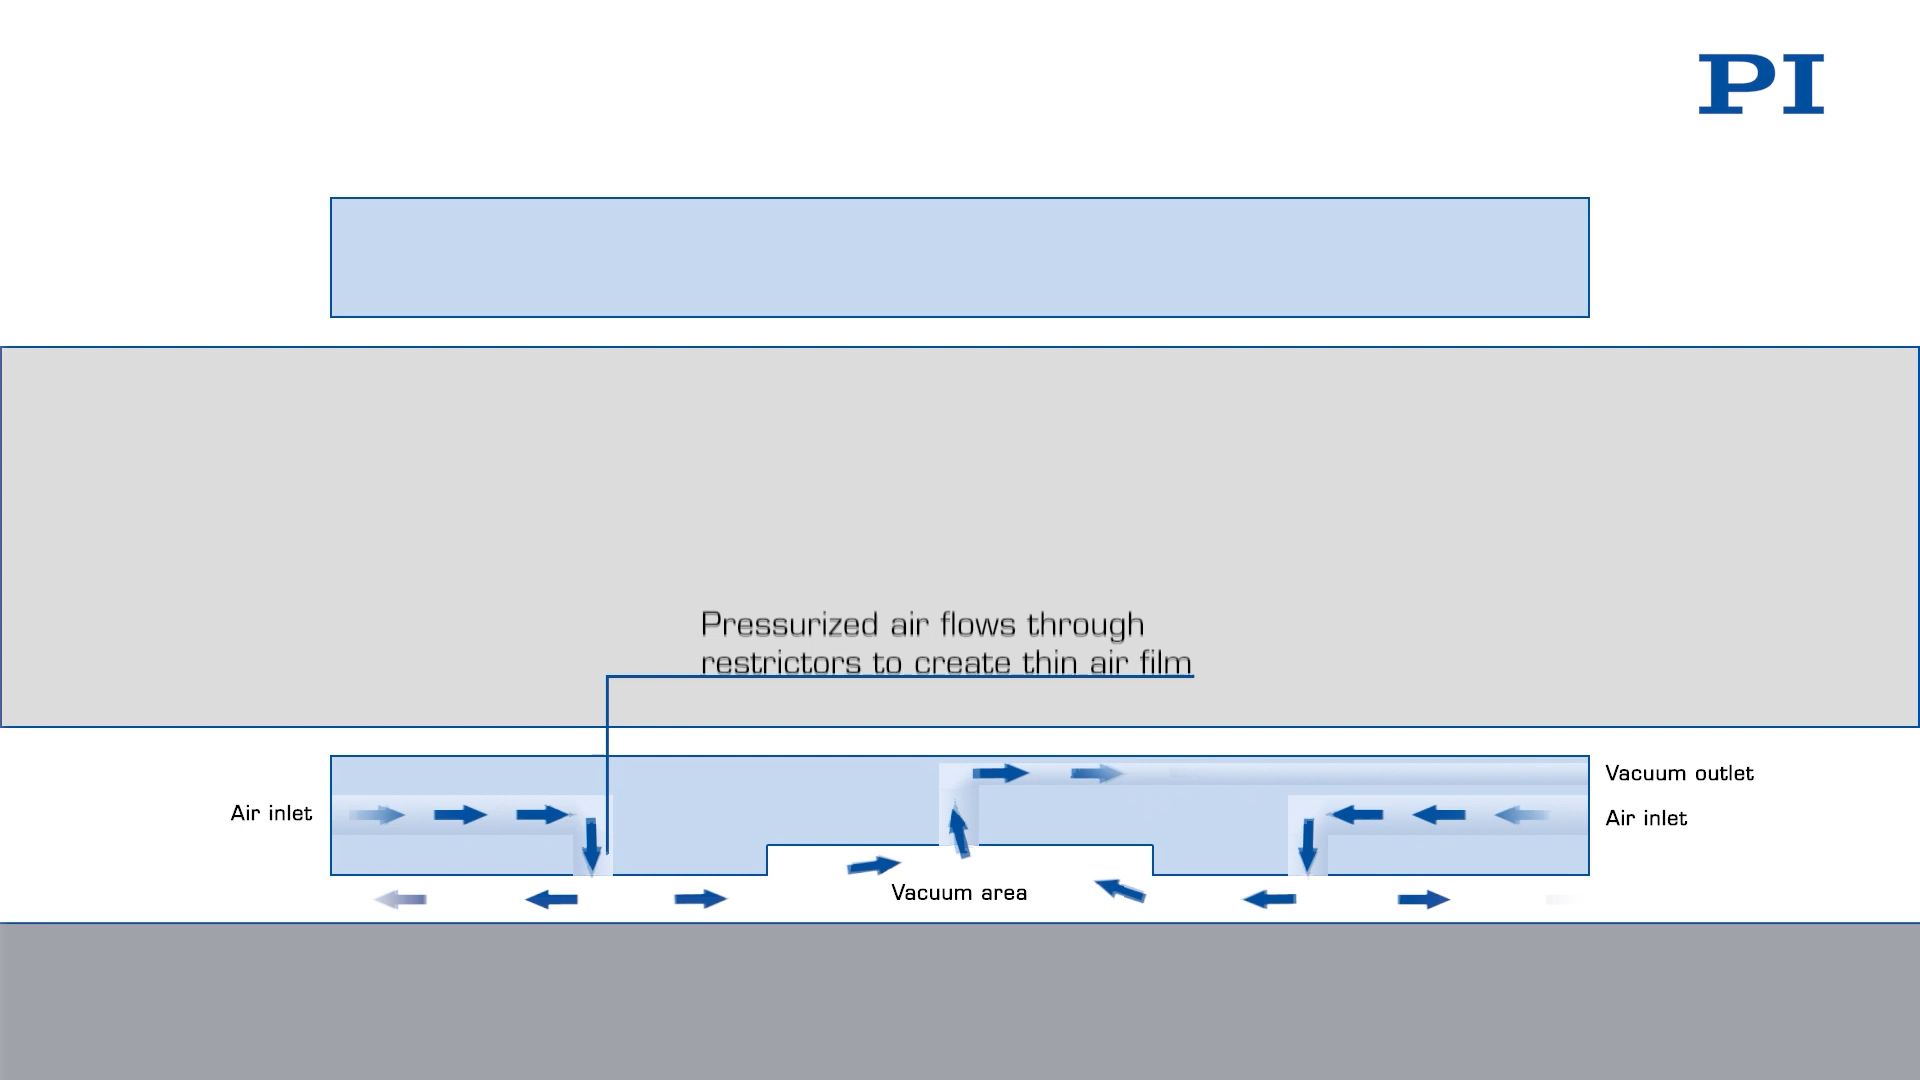 PI
Pressurized air flows through
restrictors to create thin air film
Vacuum outlet
Air inlet
Air inlet
Vacuum area